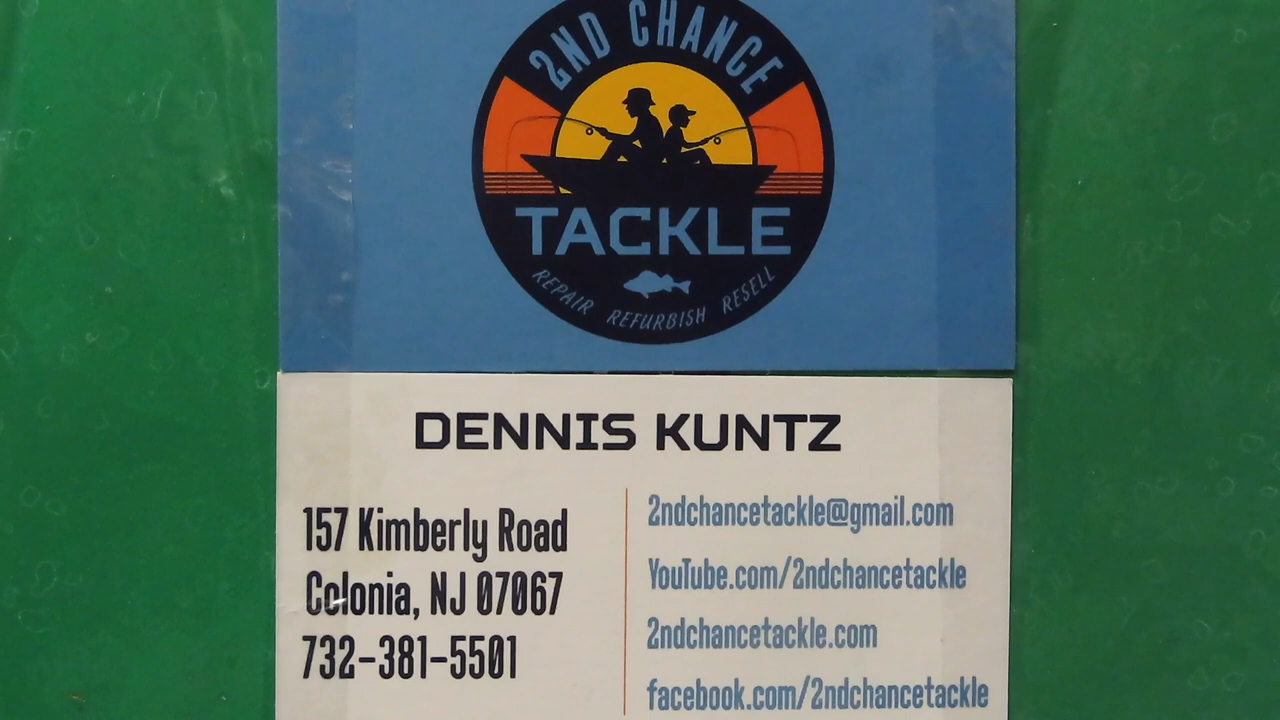 2ND CHANCE
TACKLE
REPAIR REFURBISH RESELL
DENNIS KUNTZ
157 Kimberly Road
Colonia, NJ 07067
732-381-5501
2ndchancetackle@gmail.com
YouTube.com/2ndchancetackle
2ndchancetackle.com
facebook.com/2ndchancetackle